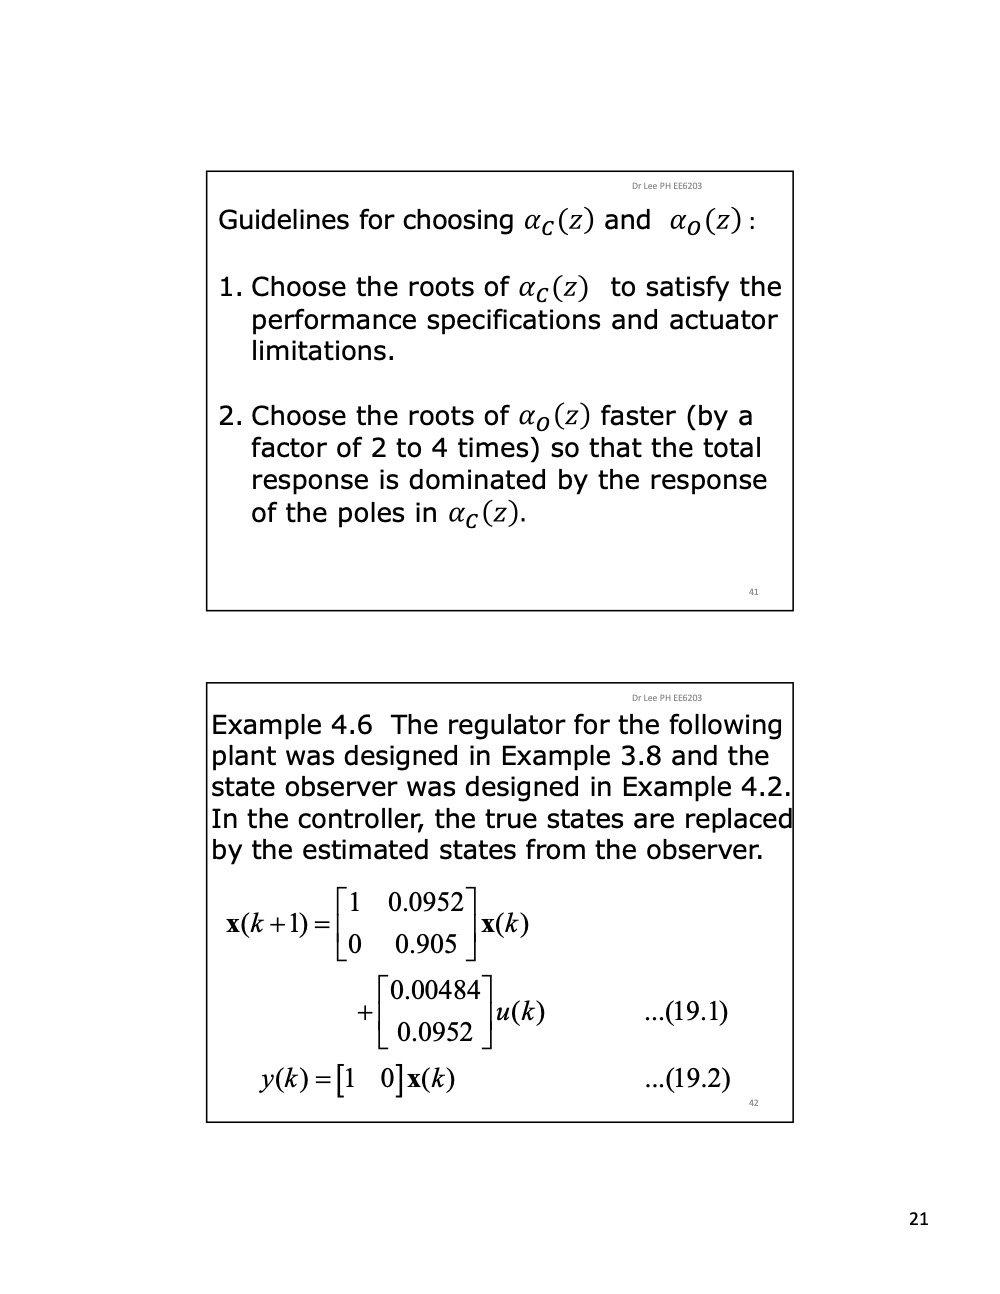 Dr Lee PH EE6203
Guidelines for choosing α_C(z) and α_O(z) :
1. Choose the roots of α_C(z) to satisfy the
performance specifications and actuator
limitations.
2. Choose the roots of α_O(z) faster (by a
factor of 2 to 4 times) so that the total
response is dominated by the response
of the poles in α_C(z).
41
Dr Lee PH EE6203
Example 4.6 The regulator for the following
plant was designed in Example 3.8 and the
state observer was designed in Example 4.2.
In the controller, the true states are replaced
by the estimated states from the observer.
x(k+1) = [1 0.0952; 0 0.905] x(k)
+ [0.00484; 0.0952] u(k) ...(19.1)
y(k) = [1 0] x(k) ...(19.2)
42
21